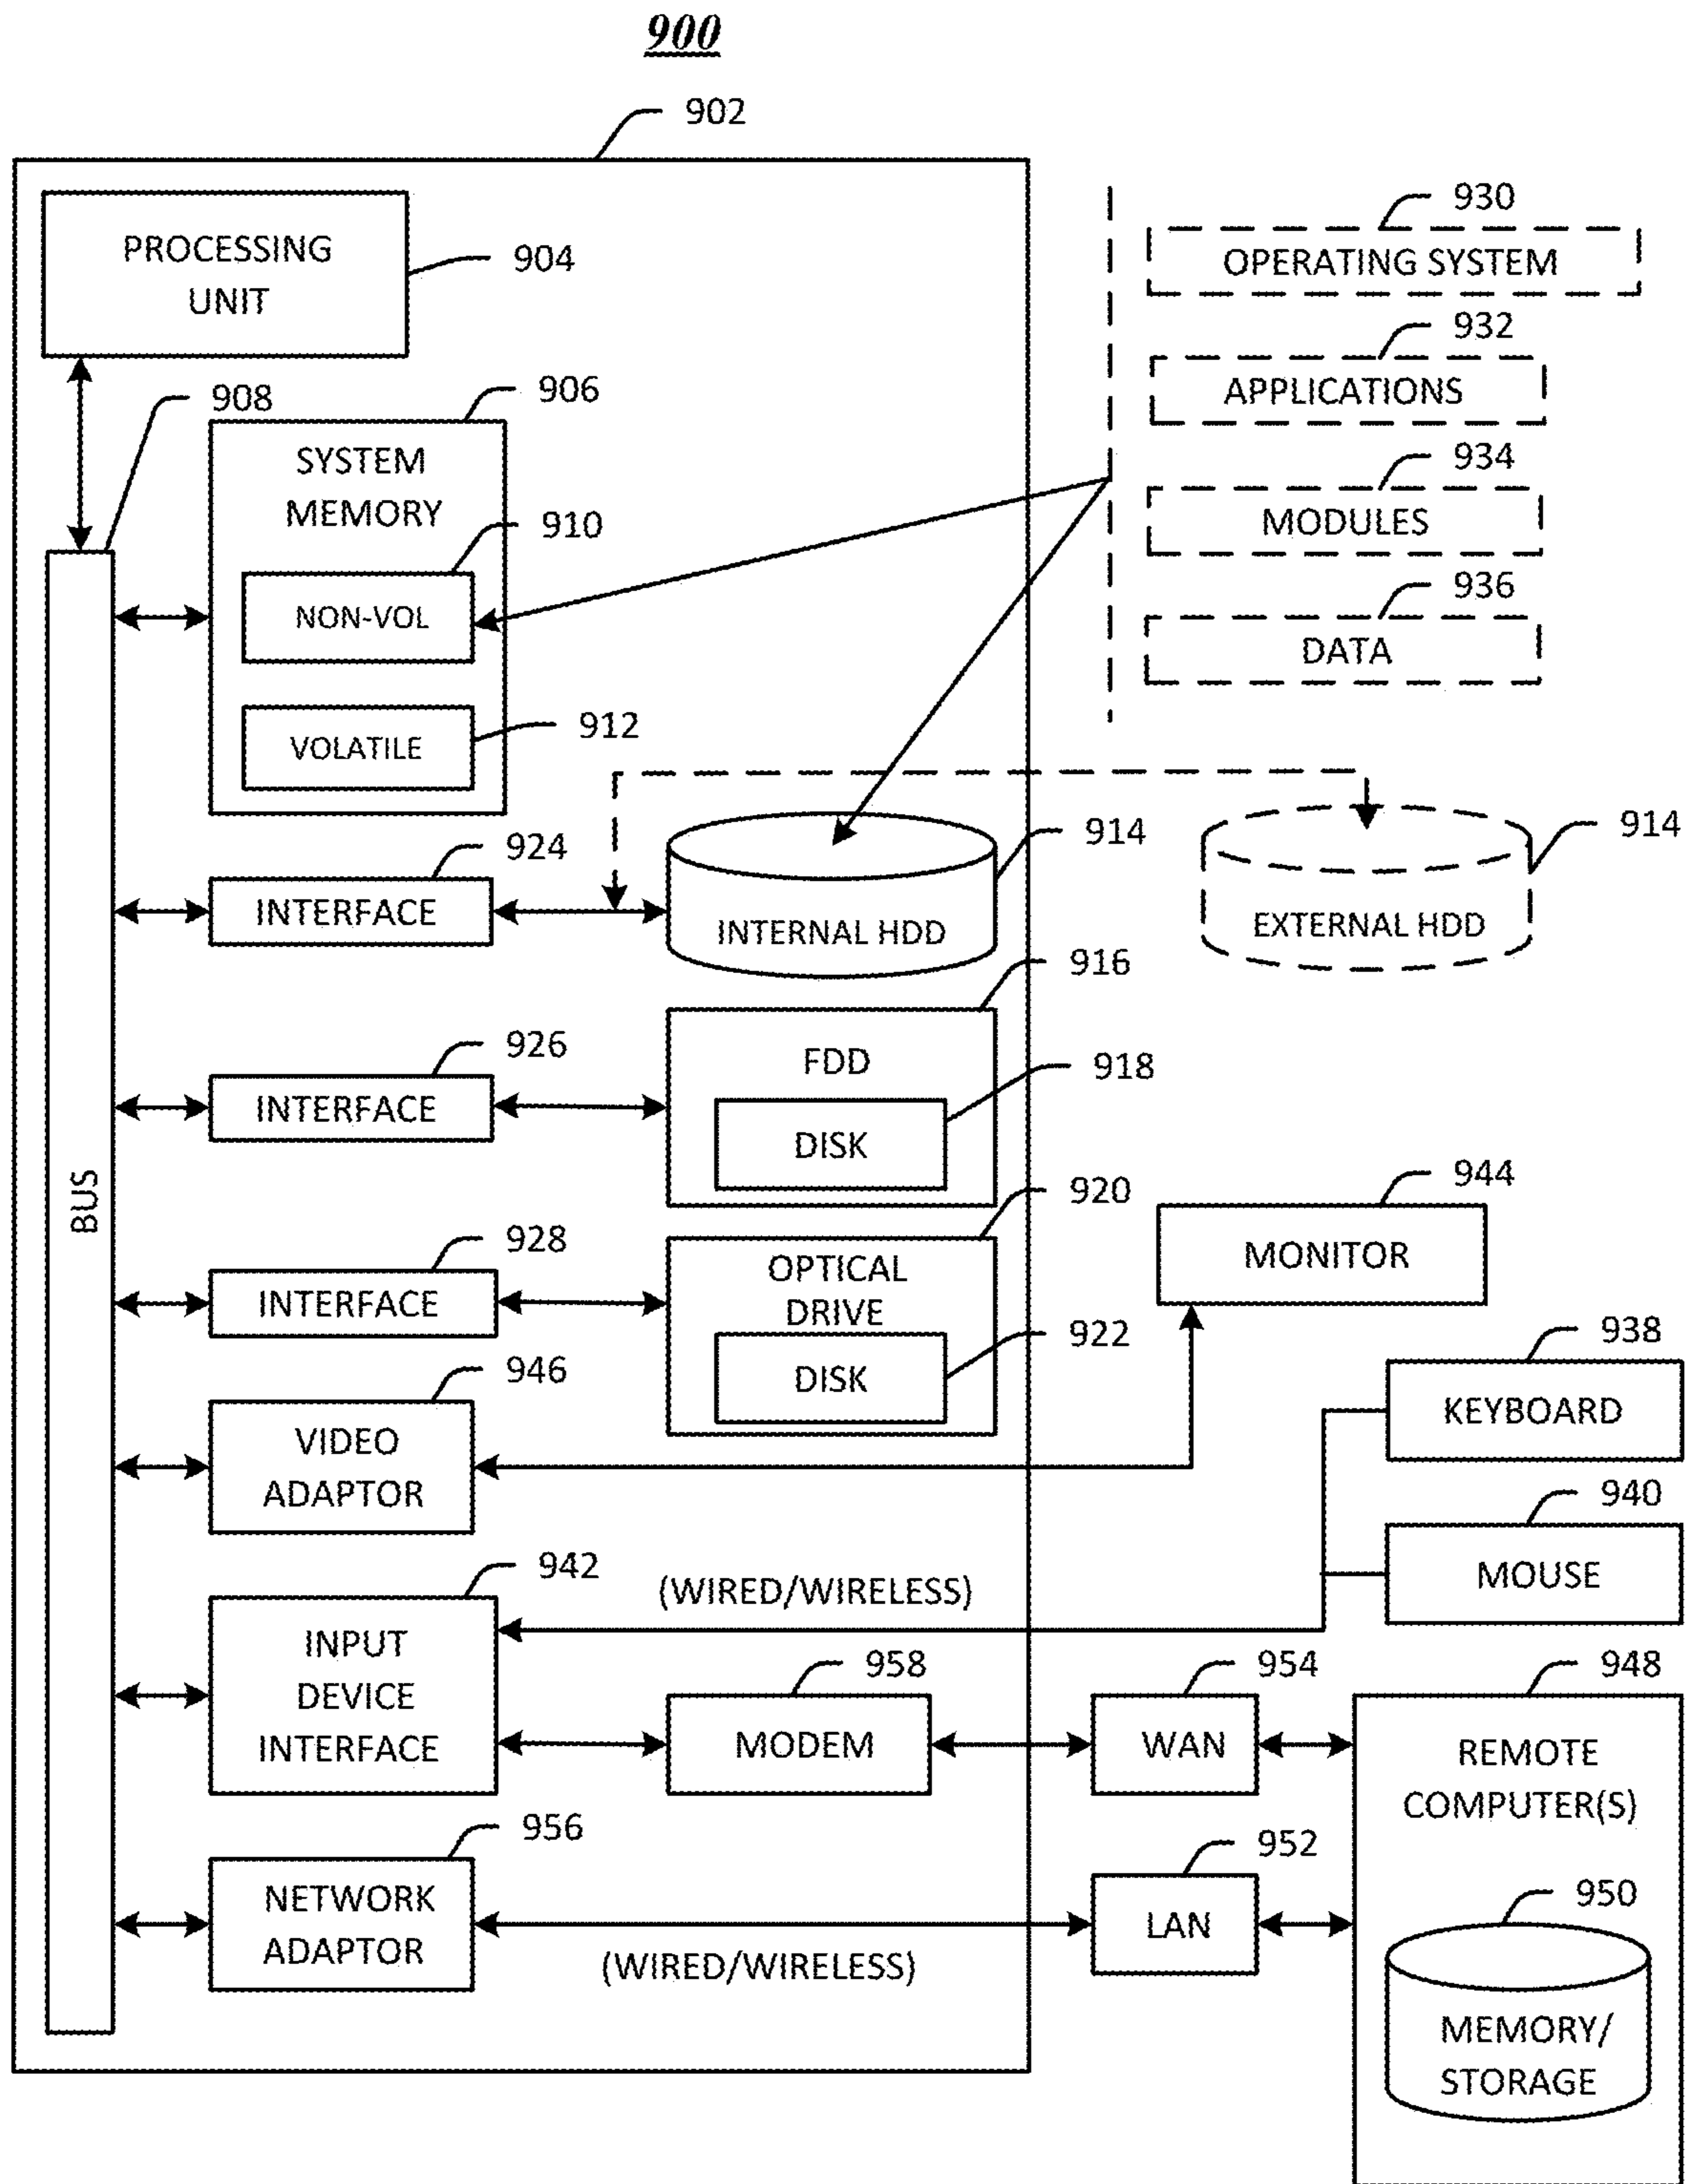 900
902
PROCESSING
UNIT
904
930
OPERATING SYSTEM
932
APPLICATIONS
934
MODULES
936
DATA
908
906
SYSTEM
MEMORY
910
NON-VOL
912
VOLATILE
924
INTERFACE
914
INTERNAL HDD
914
EXTERNAL HDD
926
INTERFACE
916
FDD
918
DISK
BUS
928
INTERFACE
920
OPTICAL
DRIVE
922
DISK
944
MONITOR
946
VIDEO
ADAPTOR
938
KEYBOARD
940
MOUSE
942
INPUT
DEVICE
INTERFACE
(WIRED/WIRELESS)
958
MODEM
954
WAN
948
REMOTE
COMPUTER(S)
956
NETWORK
ADAPTOR
(WIRED/WIRELESS)
952
LAN
950
MEMORY/
STORAGE